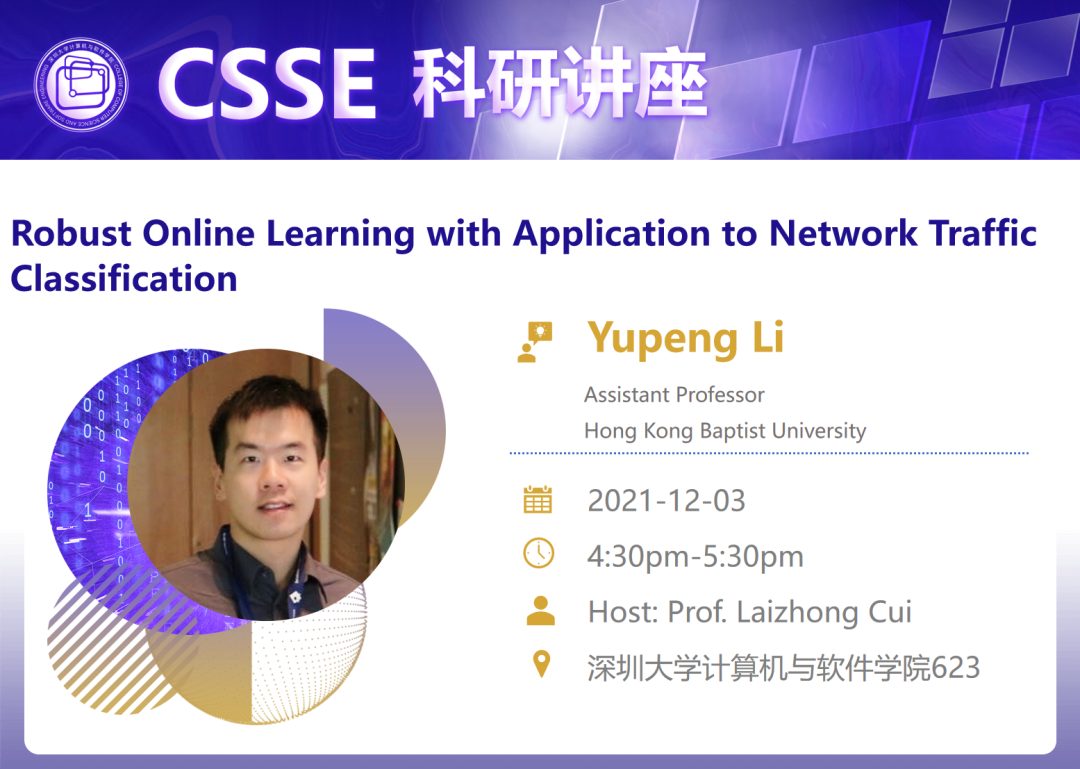 CSSE 科研讲座
深圳大学计算机与软件学院 COLLEGE OF COMPUTER SCIENCE AND SOFTWARE ENGINEERING
Robust Online Learning with Application to Network Traffic
Classification
Yupeng Li
Assistant Professor
Hong Kong Baptist University
2021-12-03
4:30pm-5:30pm
Host: Prof. Laizhong Cui
深圳大学计算机与软件学院623